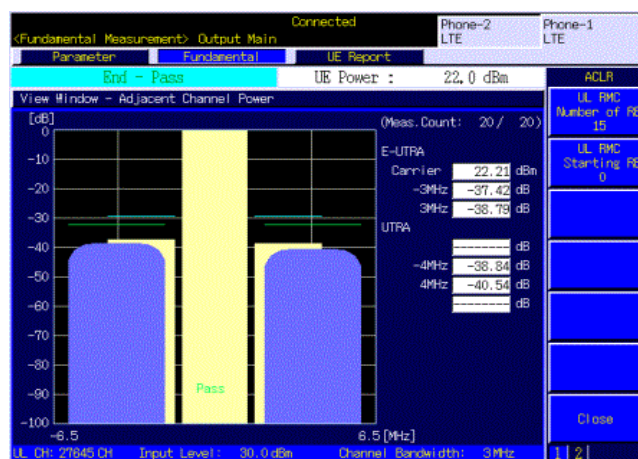 Connected
Phone-2
LTE
Phone-1
LTE
<Fundamental Measurement> Output Main
Parameter
Fundamental
UE Report
End - Pass
UE Power :
22.0 dBm
ACLR
View Window - Adjacent Channel Power
UL RMC
Number of RB
15
[dB]
(Meas.Count: 20/ 20)
0
-10
-20
-30
-40
-50
-60
-70
-80
-90
-100
E-UTRA
Carrier 22.21 dBm
-3MHz -37.42 dB
3MHz -38.79 dB
UTRA
------- dB
-4MHz -38.84 dB
4MHz -40.54 dB
------- dB
UL RMC
Starting RB
0
Pass
-6.5
6.5 [MHz]
Close
UL CH: 27645 CH Input Level: 30.0 dBm Channel Bandwidth: 3 MHz
1 2